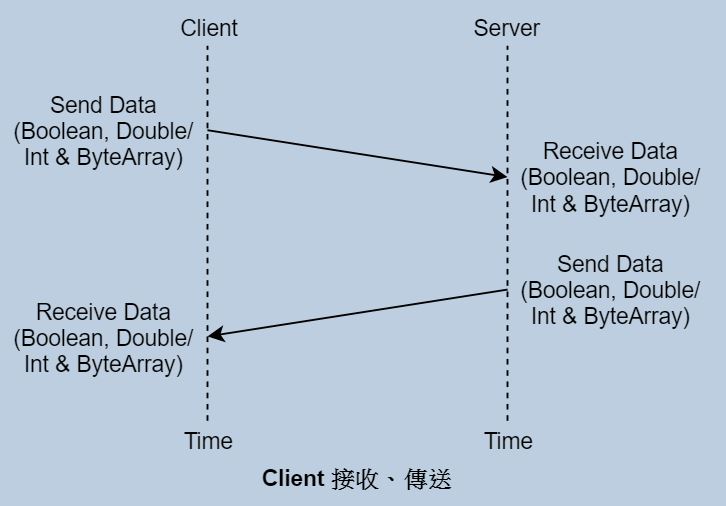 Client
Server
Send Data
(Boolean, Double/
Int & ByteArray)
Receive Data
(Boolean, Double/
Int & ByteArray)
Send Data
(Boolean, Double/
Int & ByteArray)
Receive Data
(Boolean, Double/
Int & ByteArray)
Time
Time
Client 接收、傳送